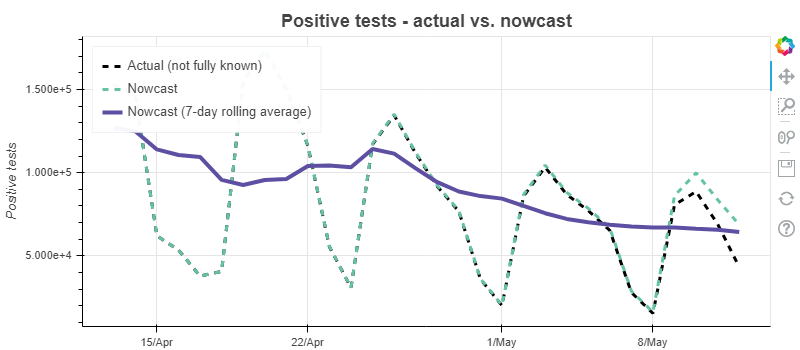 Positive tests - actual vs. nowcast
Actual (not fully known)
Nowcast
Nowcast (7-day rolling average)
1.500e+5
1.000e+5
5.000e+4
Positive tests
15/Apr
22/Apr
1/May
8/May